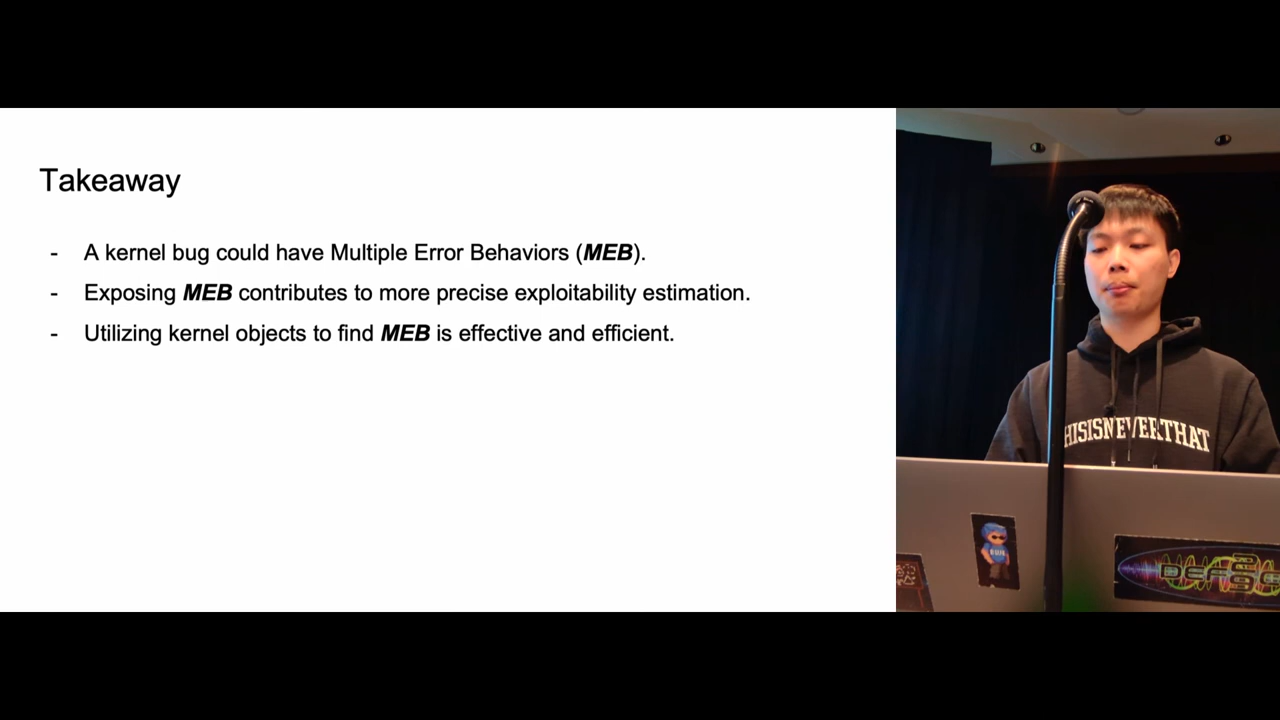 Takeaway
- A kernel bug could have Multiple Error Behaviors (MEB).
- Exposing MEB contributes to more precise exploitability estimation.
- Utilizing kernel objects to find MEB is effective and efficient.
HISISNEVERTHAT